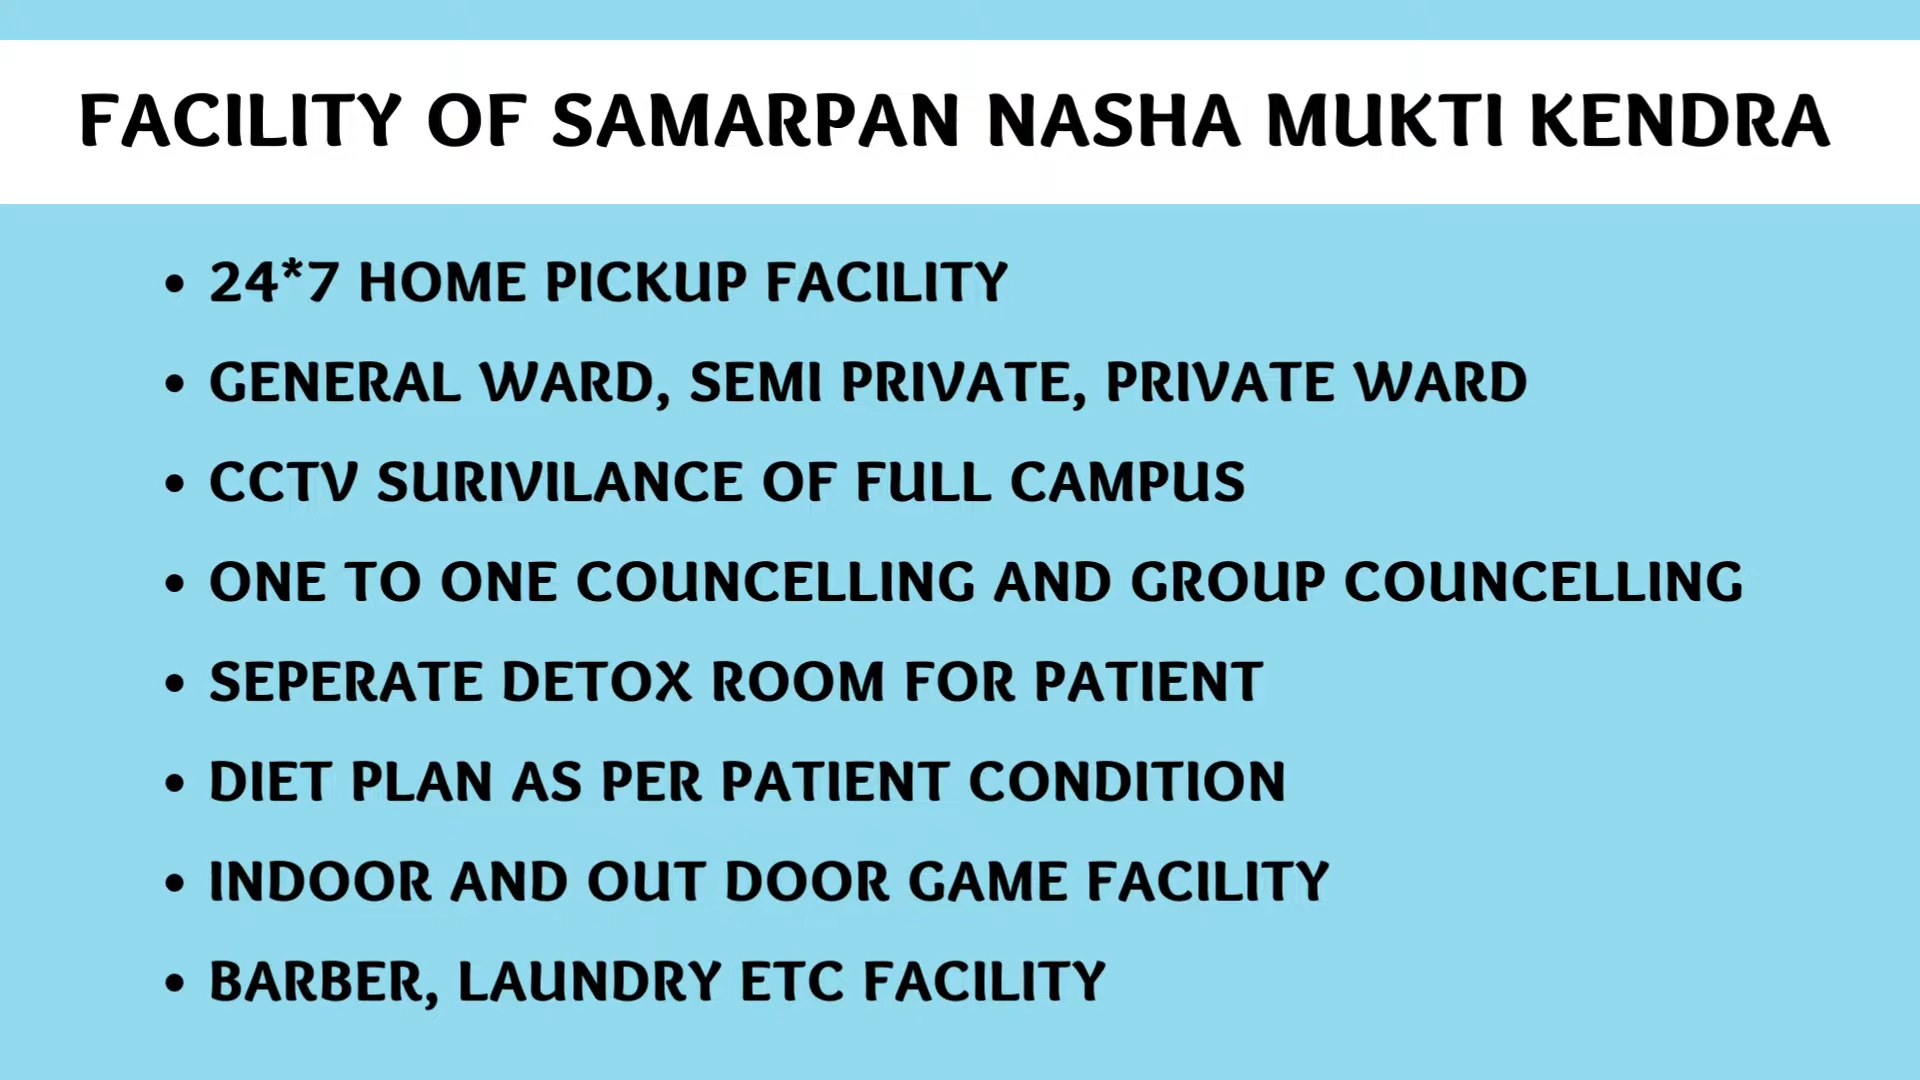 FACILITY OF SAMARPAN NASHA MUKTI KENDRA
• 24*7 HOME PICKUP FACILITY
• GENERAL WARD, SEMI PRIVATE, PRIVATE WARD
• CCTV SURIVILANCE OF FULL CAMPUS
• ONE TO ONE COUNCELLING AND GROUP COUNCELLING
• SEPERATE DETOX ROOM FOR PATIENT
• DIET PLAN AS PER PATIENT CONDITION
• INDOOR AND OUT DOOR GAME FACILITY
• BARBER, LAUNDRY ETC FACILITY